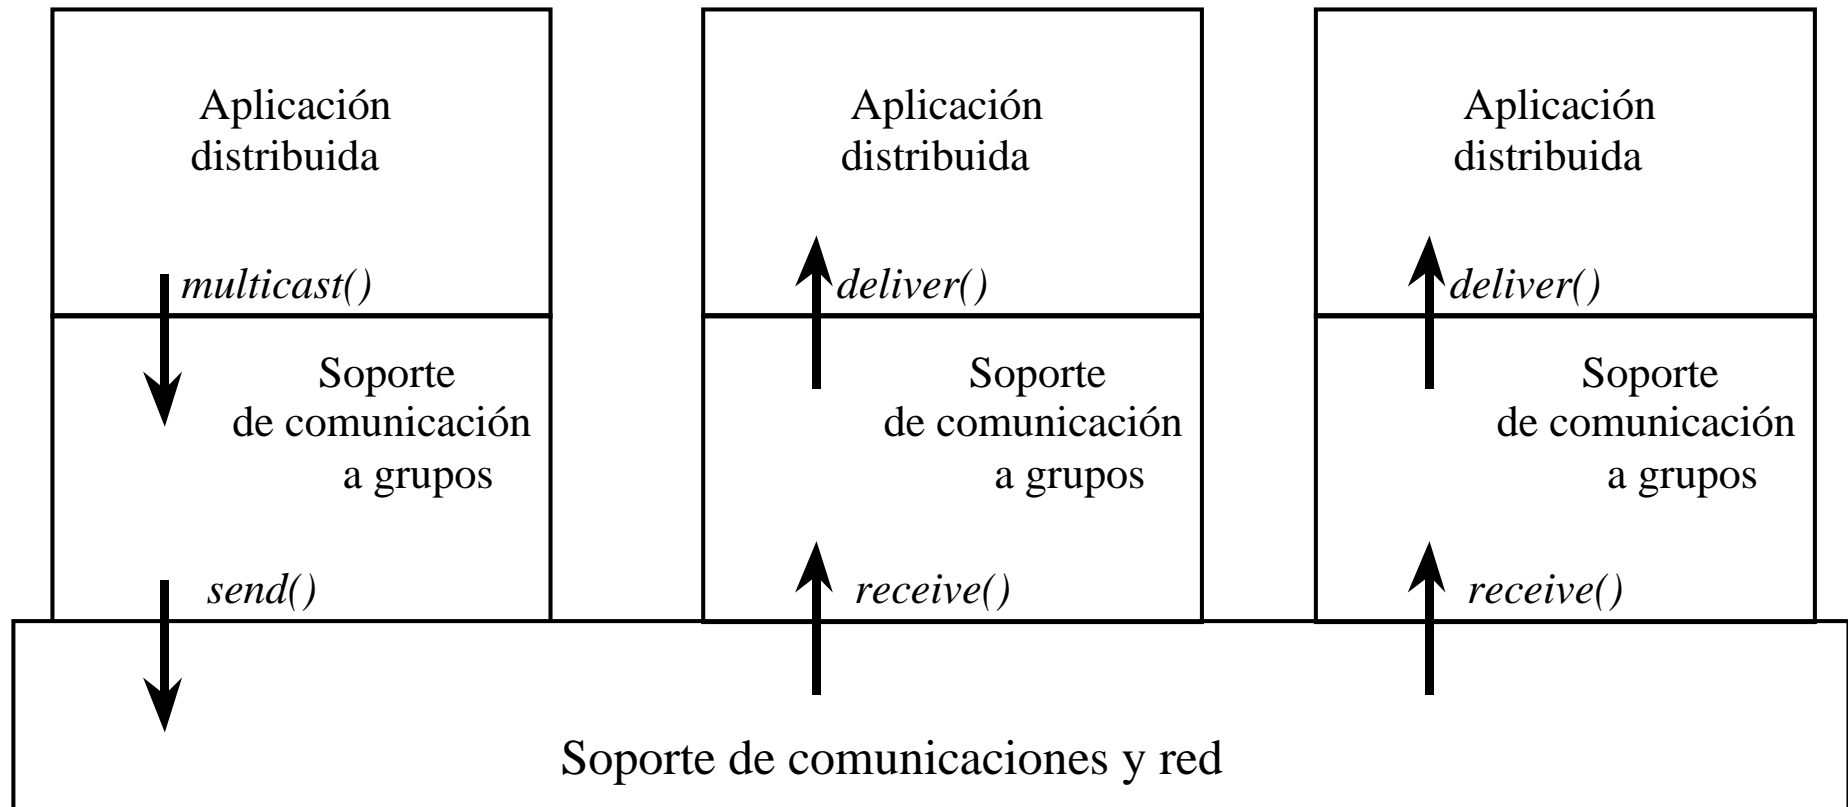 Aplicación
distribuida
multicast()
Soporte
de comunicación
a grupos
send()
Aplicación
distribuida
deliver()
Soporte
de comunicación
a grupos
receive()
Aplicación
distribuida
deliver()
Soporte
de comunicación
a grupos
receive()
Soporte de comunicaciones y red